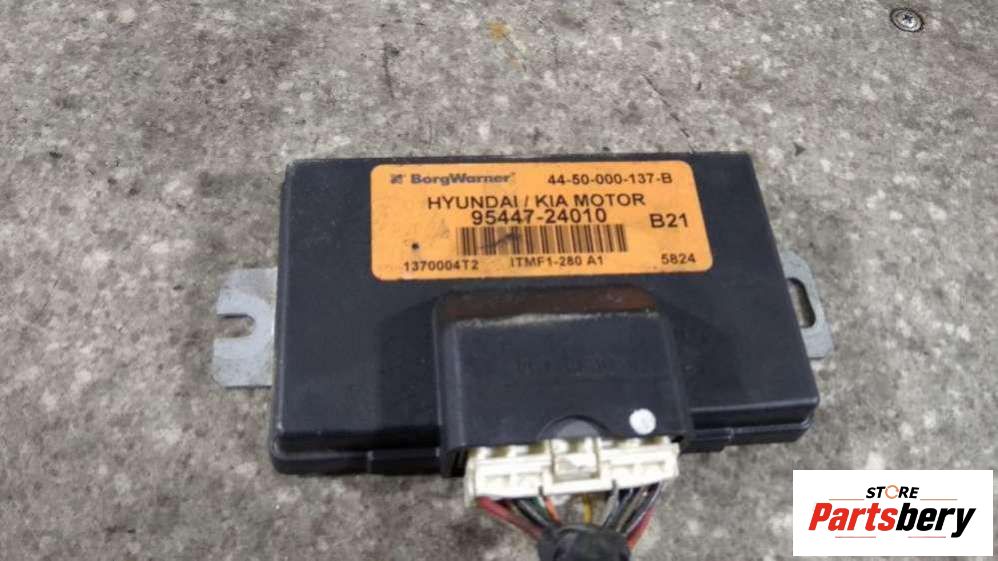 BorgWarner 44-50-000-137-B
HYUNDAI / KIA MOTOR
95447-24010 B21
1370004T2 ITMF1-280 A1 5824
STORE
Partsbery